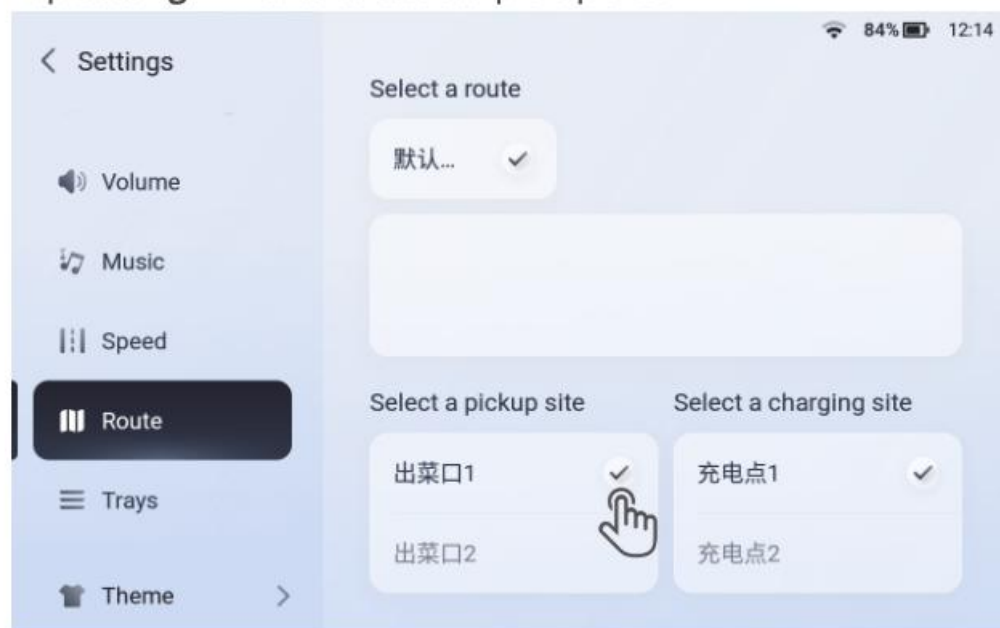 84% 12:14
Settings
Select a route
默认...
Volume
Music
Speed
Route
Select a pickup site Select a charging site
出菜口1 充电点1
Trays
出菜口2 充电点2
Theme